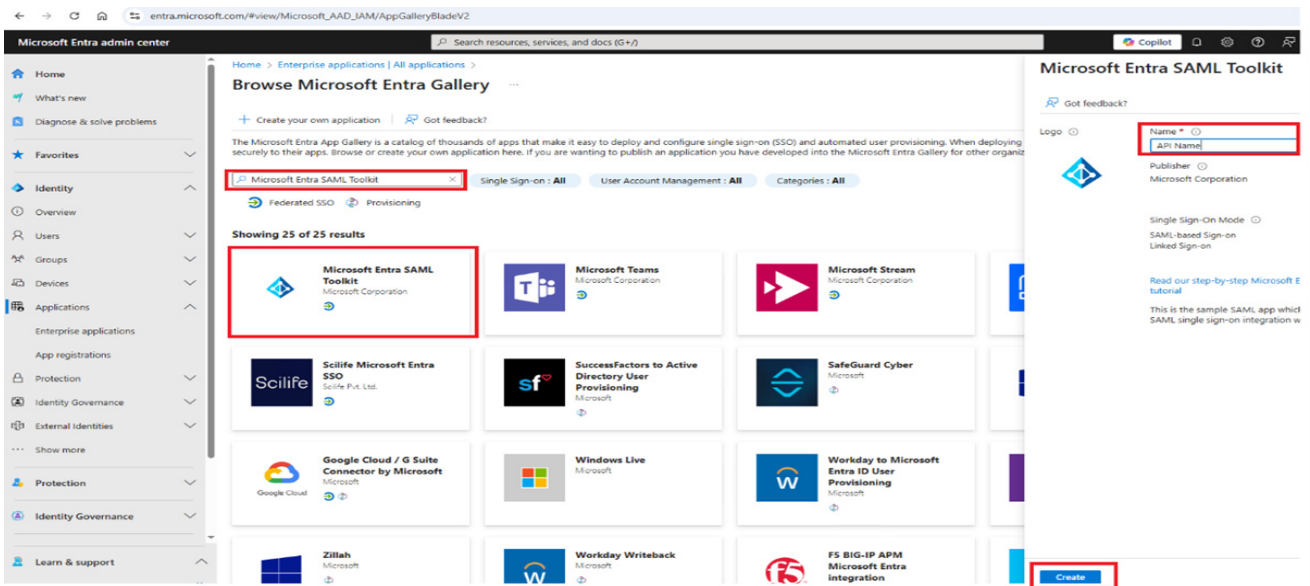 entra.microsoft.com/#view/Microsoft_AAD_IAM/AppGalleryBladeV2
Microsoft Entra admin center
Search resources, services, and docs (G+/)
Copilot
Home
What's new
Diagnose & solve problems
Favorites
Identity
Overview
Users
Groups
Devices
Applications
Enterprise applications
App registrations
Protection
Identity Governance
External Identities
Show more
Protection
Identity Governance
Learn & support
Home > Enterprise applications | All applications >
Browse Microsoft Entra Gallery
Create your own application
Got feedback?
The Microsoft Entra App Gallery is a catalog of thousands of apps that make it easy to deploy and configure single sign-on (SSO) and automated user provisioning. When deploying
securely to their apps. Browse or create your own application here. If you are wanting to publish an application you have developed into the Microsoft Entra Gallery for other organiz
Microsoft Entra SAML Toolkit
Single Sign-on : All
User Account Management : All
Categories : All
Federated SSO
Provisioning
Showing 25 of 25 results
Microsoft Entra SAML
Toolkit
Microsoft Corporation
Microsoft Teams
Microsoft Corporation
Microsoft Stream
Microsoft Corporation
Scilife
Scilife Microsoft Entra
SSO
Scilife Pvt. Ltd.
sf
SuccessFactors to Active
Directory User
Provisioning
Microsoft
SafeGuard Cyber
Microsoft
Google Cloud
Google Cloud / G Suite
Connector by Microsoft
Microsoft
Windows Live
Microsoft
Workday to Microsoft
Entra ID User
Provisioning
Microsoft
Zillah
Microsoft
Workday Writeback
Microsoft
f5
F5 BIG-IP APM
Microsoft Entra
integration
Microsoft Entra SAML Toolkit
Got feedback?
Logo
Name *
API Name
Publisher
Microsoft Corporation
Single Sign-On Mode
SAML-based Sign-on
Linked Sign-on
Read our step-by-step Microsoft E
tutorial
This is the sample SAML app whic
SAML single sign-on integration w
Create